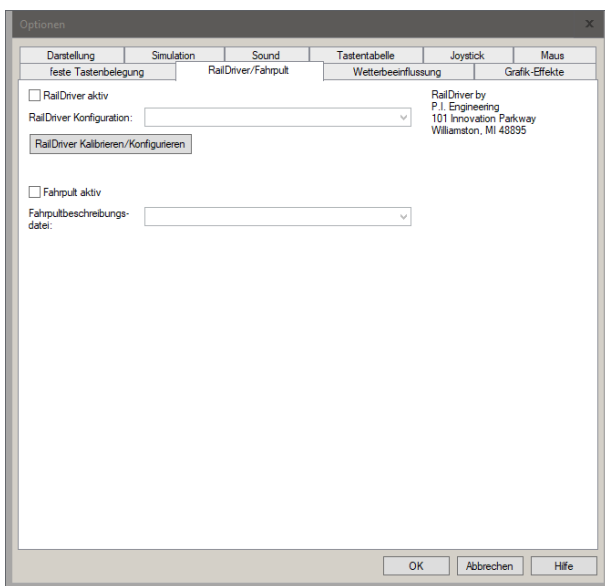 Optionen
x
Darstellung
Simulation
Sound
Tastentabelle
Joystick
Maus
feste Tastenbelegung
RailDriver/Fahrpult
Wetterbeeinflussung
Grafik-Effekte
RailDriver aktiv
RailDriver Konfiguration:
RailDriver Kalibrieren/Konfigurieren
RailDriver by
P.I. Engineering
101 Innovation Parkway
Williamston, MI 48895
Fahrpult aktiv
Fahrpultbeschreibungs-
datei:
OK
Abbrechen
Hilfe